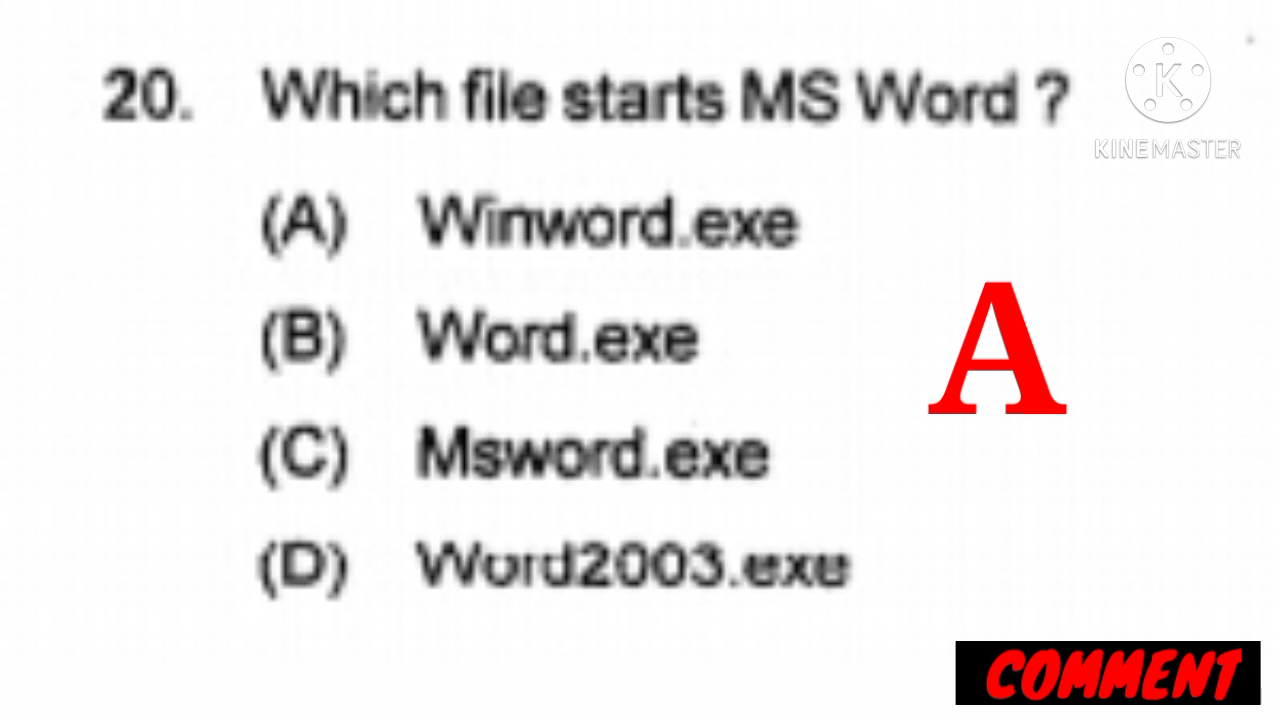 20. Which file starts MS Word ?
K
KINEMASTER
(A) Winword.exe
(B) Word.exe
A
(C) Msword.exe
(D) Word2003.exe
COMMENT